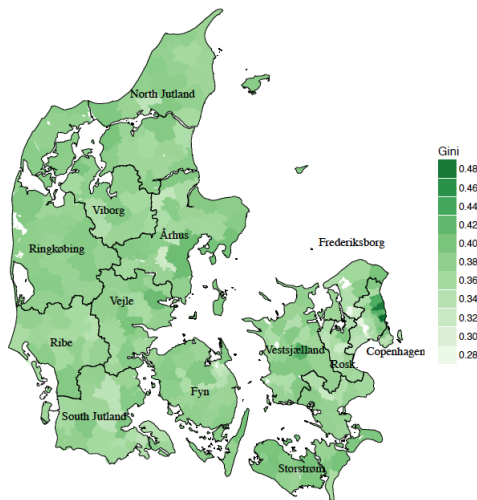 North Jutland
Viborg
Århus
Ringkøbing
Vejle
Ribe
South Jutland
Fyn
Frederiksborg
Vestsjælland
Rosk.
Copenhagen
Storstrøm
Gini
0.48
0.46
0.44
0.42
0.40
0.38
0.36
0.34
0.32
0.30
0.28